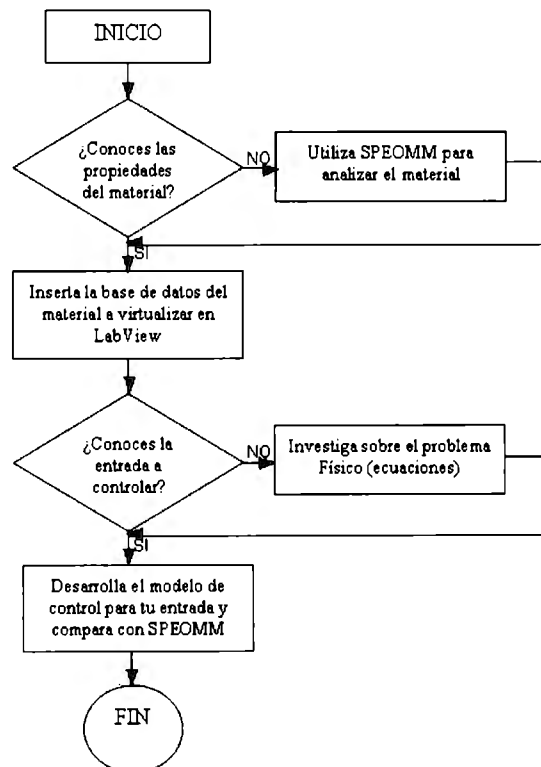 INICIO
¿Conoces las
propiedades
del material?
NO
Utiliza SPEOMM para
analizar el material
SI
Inserta la base de datos del
material a virtualizar en
LabView
¿Conoces la
entrada a
controlar?
NO
Investiga sobre el problema
Físico (ecuaciones)
SI
Desarrolla el modelo de
control para tu entrada y
compara con SPEOMM
FIN